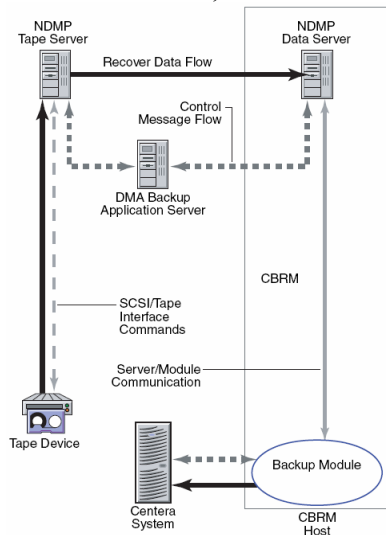 NDMP
Tape Server
NDMP
Data Server
Recover Data Flow
Control
Message Flow
DMA Backup
Application Server
CBRM
SCSI/Tape
Interface
Commands
Server/Module
Communication
Tape Device
Backup Module
Centera
System
CBRM
Host